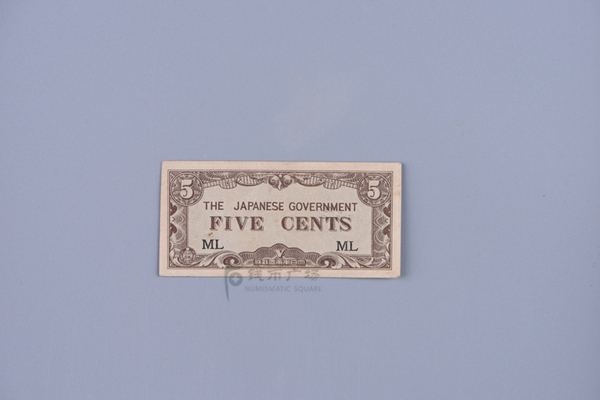 5 5
THE JAPANESE GOVERNMENT
FIVE CENTS
ML ML
钱币广场
NUMISMATIC SQUARE